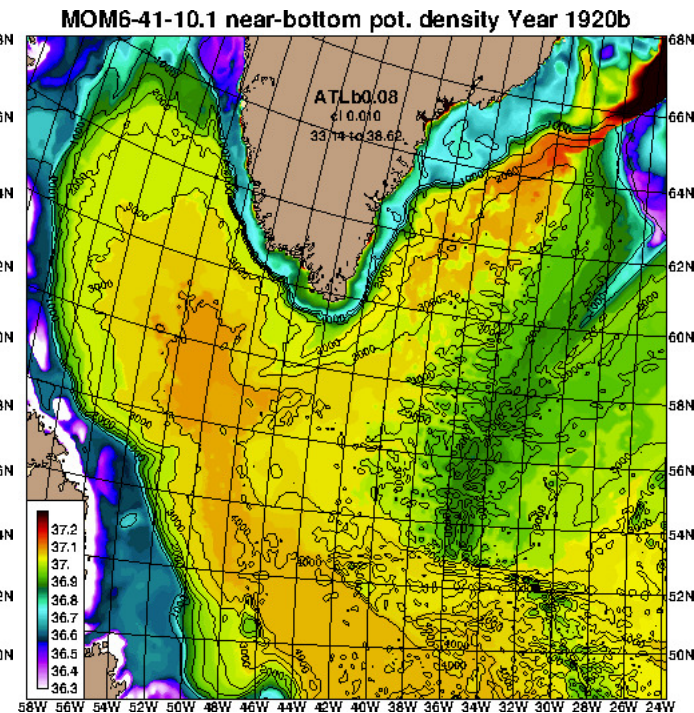 MOM6-41-10.1 near-bottom pot. density Year 1920b
ATLb0.08
ci 0.010
33.14 to 38.62
68N 68N
66N 66N
64N 64N
62N 62N
60N 60N
58N 58N
56N 56N
54N 54N
52N 52N
50N 50N
37.2
37.1
37.
36.9
36.8
36.7
36.6
36.5
36.4
36.3
58W 56W 54W 52W 50W 48W 46W 44W 42W 40W 38W 36W 34W 32W 30W 28W 26W 24W